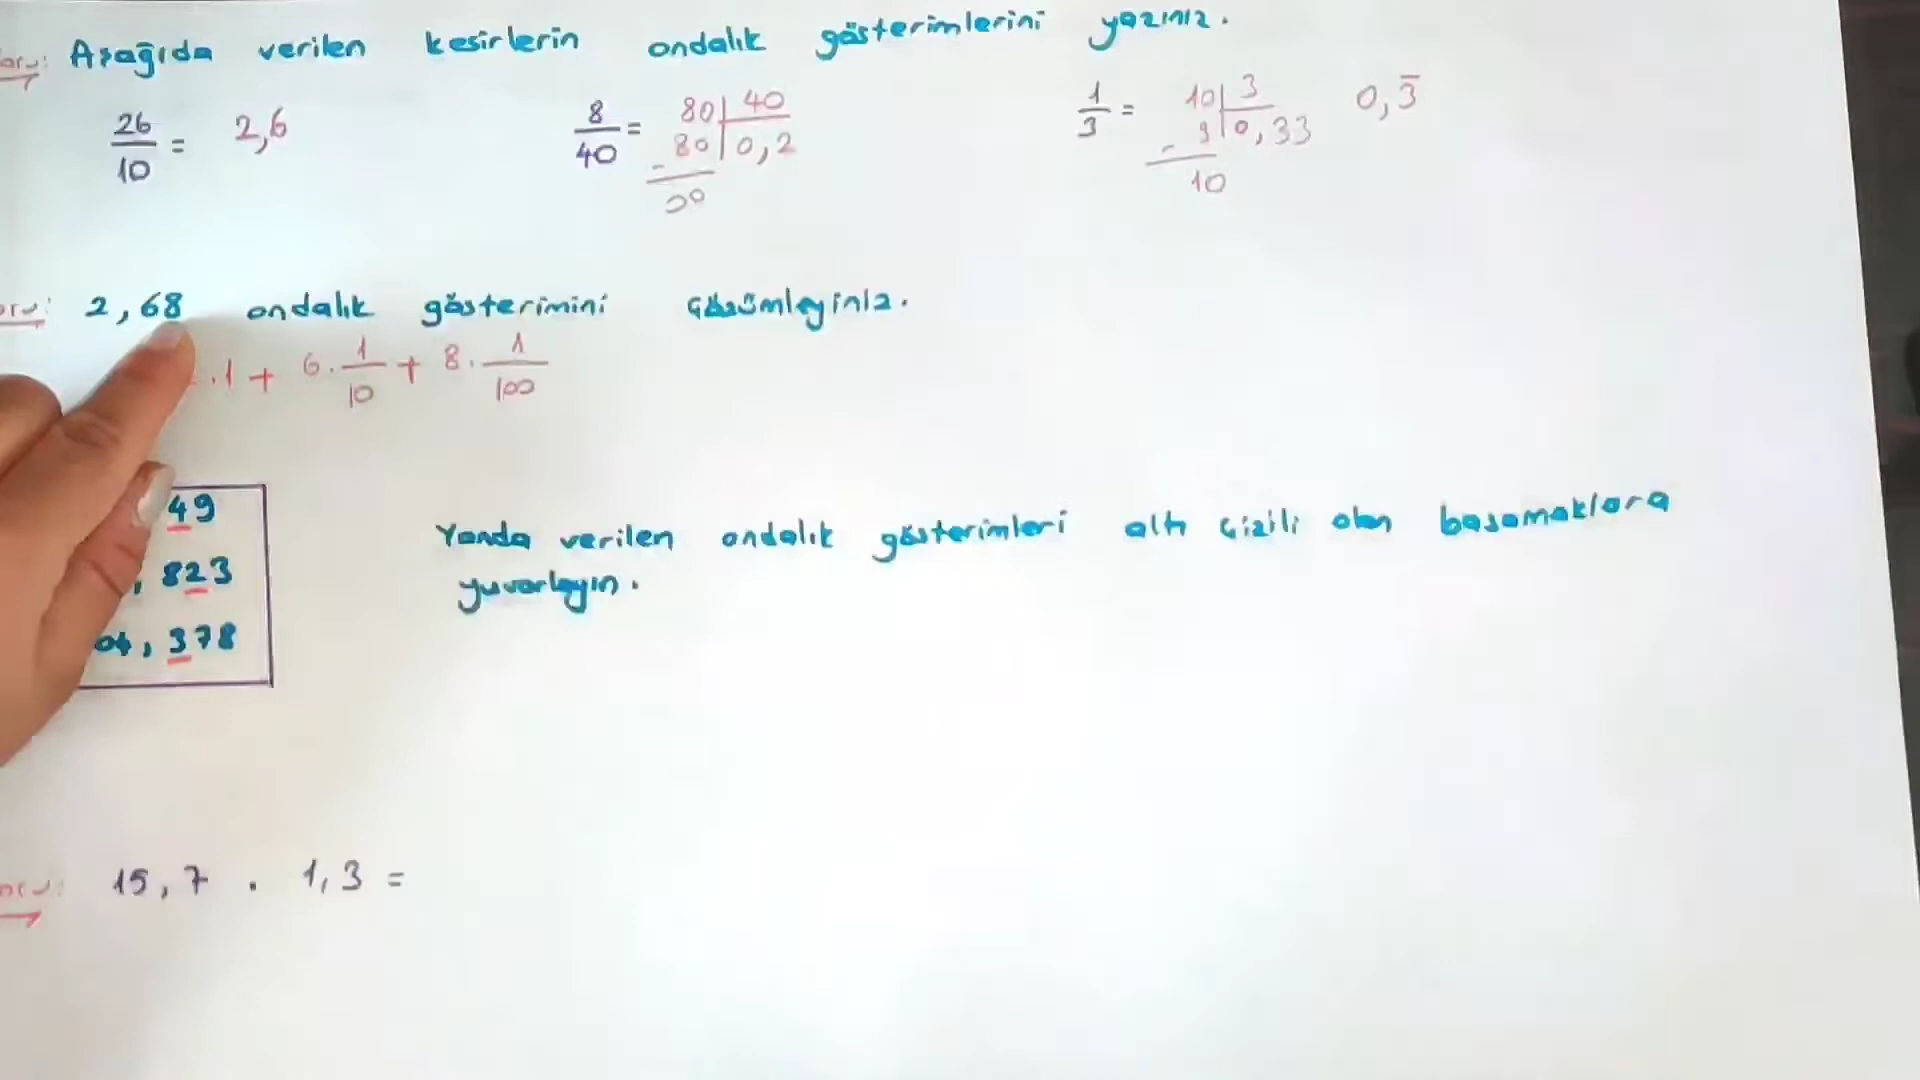 Aşağıda verilen kesirlerin ondalık gösterimlerini yazınız.
26/10 = 2,6
8/40 = 80 | 40
- 80 | 0,2
00
1/3 = 10 | 3 0,3̅
- 9 | 0,33
10
2,68 ondalık gösterimini çözümleyiniz.
.1 + 6.1/10 + 8.1/100
49
,823
04,378
Yanda verilen ondalık gösterimleri altı çizili olan basamaklara
yuvarlayın.
15,7 . 1,3 =